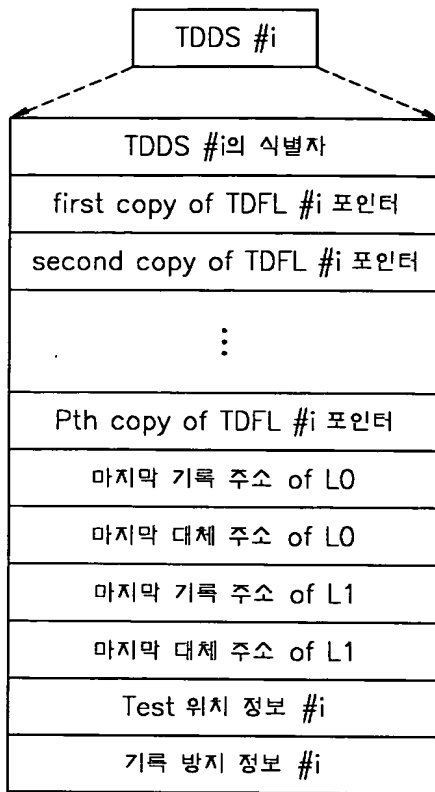 TDDS #i
TDDS #i의 식별자
first copy of TDFL #i 포인터
second copy of TDFL #i 포인터
⋮
Pth copy of TDFL #i 포인터
마지막 기록 주소 of L0
마지막 대체 주소 of L0
마지막 기록 주소 of L1
마지막 대체 주소 of L1
Test 위치 정보 #i
기록 방지 정보 #i